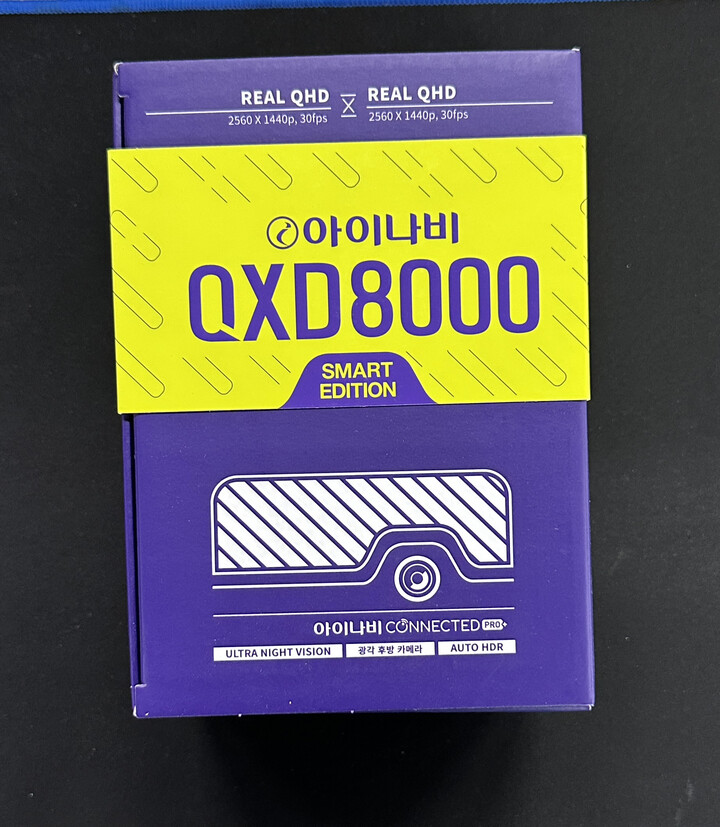 REAL QHD X REAL QHD
2560 X 1440p, 30fps 2560 X 1440p, 30fps
아이나비
QXD8000
SMART
EDITION
아이나비 CONNECTED PRO+
ULTRA NIGHT VISION 광각 후방 카메라 AUTO HDR